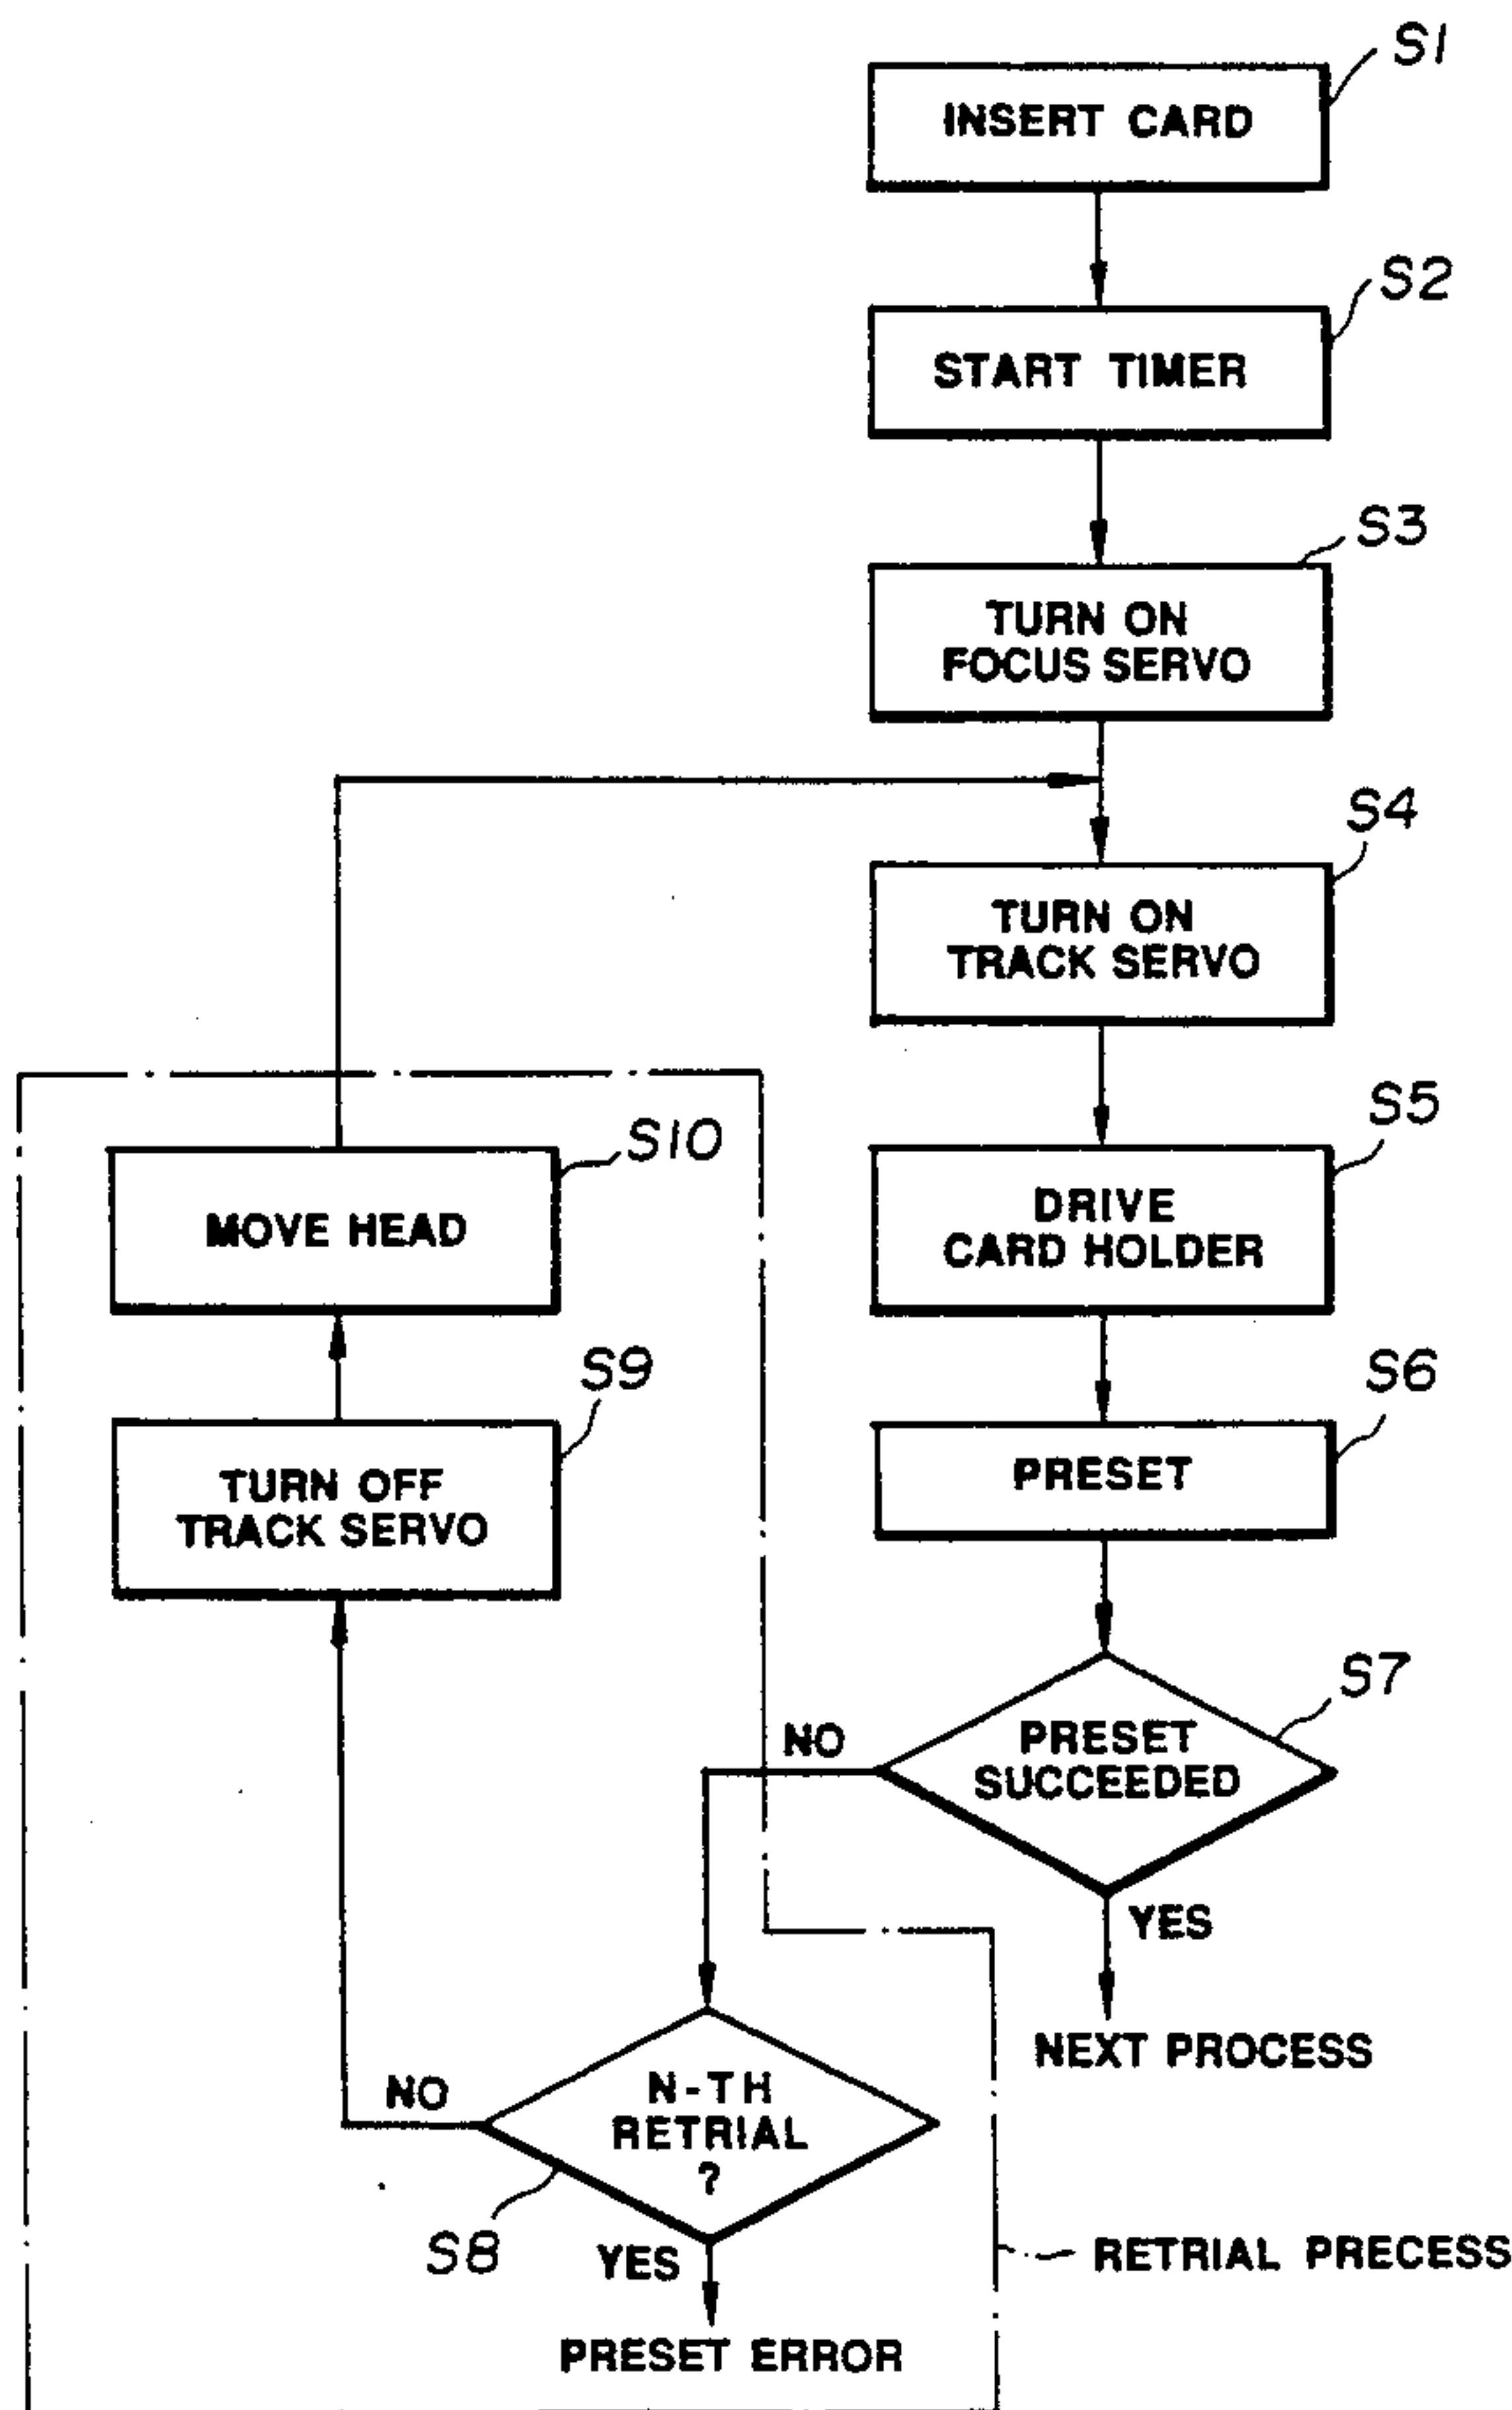 S1
INSERT CARD
S2
START TIMER
S3
TURN ON
FOCUS SERVO
S4
TURN ON
TRACK SERVO
S5
DRIVE
CARD HOLDER
S10
MOVE HEAD
S6
PRESET
S9
TURN OFF
TRACK SERVO
S7
PRESET
SUCCEEDED
NO
YES
NEXT PROCESS
N-TH
RETRIAL
?
NO
S8
YES
RETRIAL PRECESS
PRESET ERROR